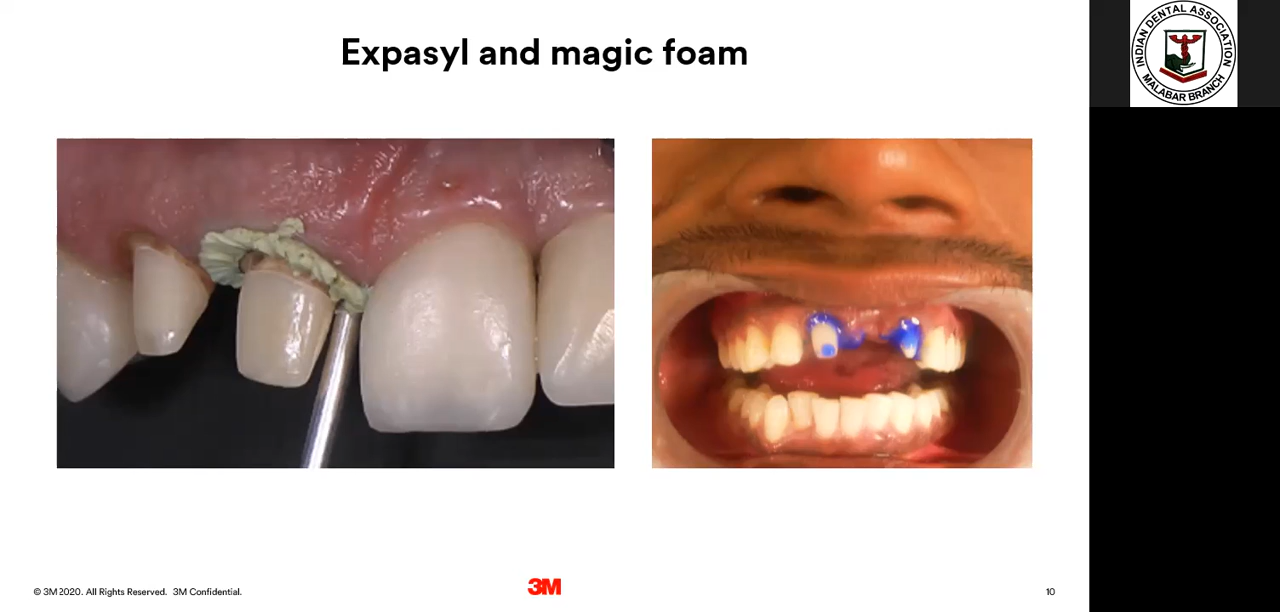 Expasyl and magic foam
INDIAN DENTAL ASSOCIATION
MALABAR BRANCH
© 3M 2020. All Rights Reserved. 3M Confidential.
3M
10